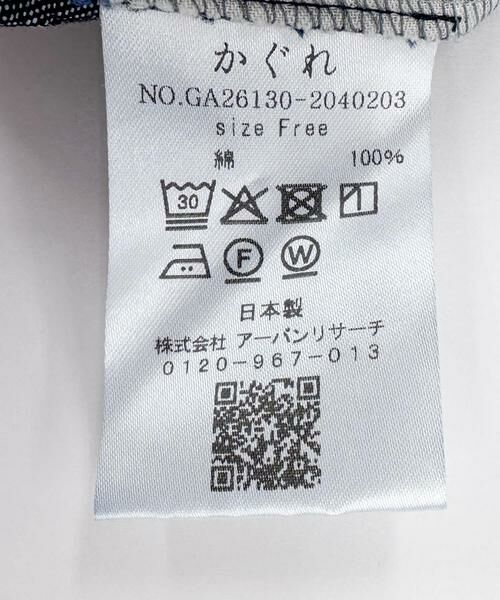 かぐれ
NO.GA26130-2040203
size Free
綿 100%
30
F W
日本製
株式会社 アーバンリサーチ
0120-967-013